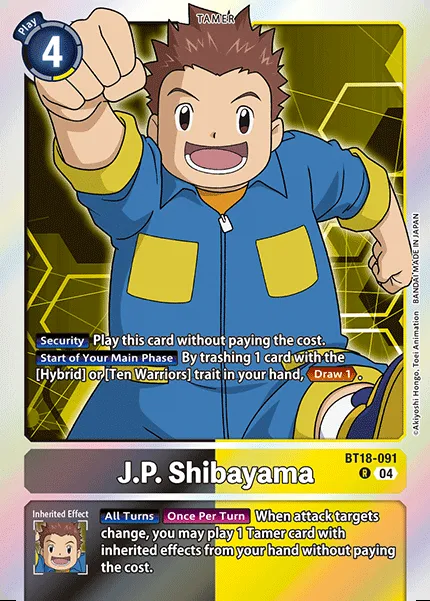 TAMER
Play
4
Security Play this card without paying the cost.
Start of Your Main Phase By trashing 1 card with the
[Hybrid] or [Ten Warriors] trait in your hand, Draw 1.
©Akiyoshi Hongo, Toei Animation BANDAI MADE IN JAPAN
BT18-091
J.P. Shibayama
R 04
Inherited Effect
All Turns Once Per Turn When attack targets
change, you may play 1 Tamer card with
inherited effects from your hand without paying
the cost.